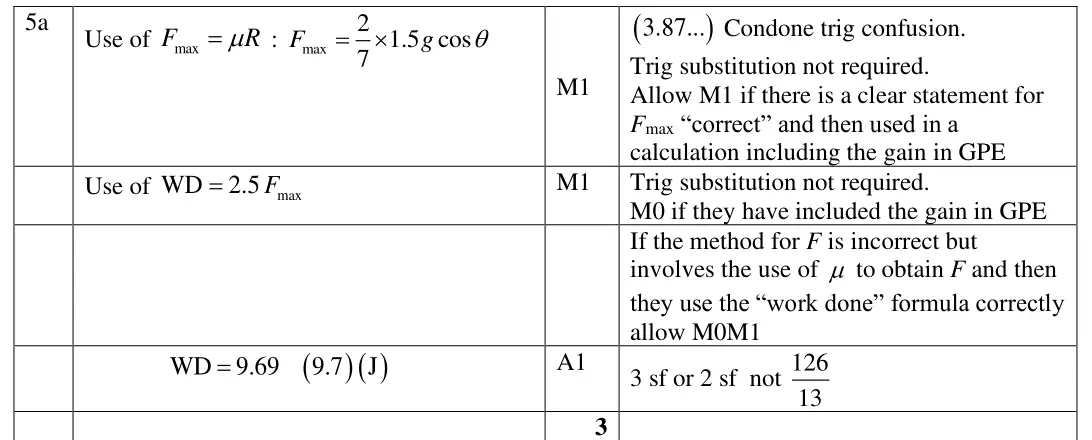 5a
Use of F_max = μR : F_max = 2/7 × 1.5g cos θ
M1
(3.87...) Condone trig confusion.
Trig substitution not required.
Allow M1 if there is a clear statement for
F_max “correct” and then used in a
calculation including the gain in GPE
Use of WD = 2.5 F_max
M1
Trig substitution not required.
M0 if they have included the gain in GPE
If the method for F is incorrect but
involves the use of μ to obtain F and then
they use the “work done” formula correctly
allow M0M1
WD = 9.69 (9.7)(J)
A1
3 sf or 2 sf not 126/13
3